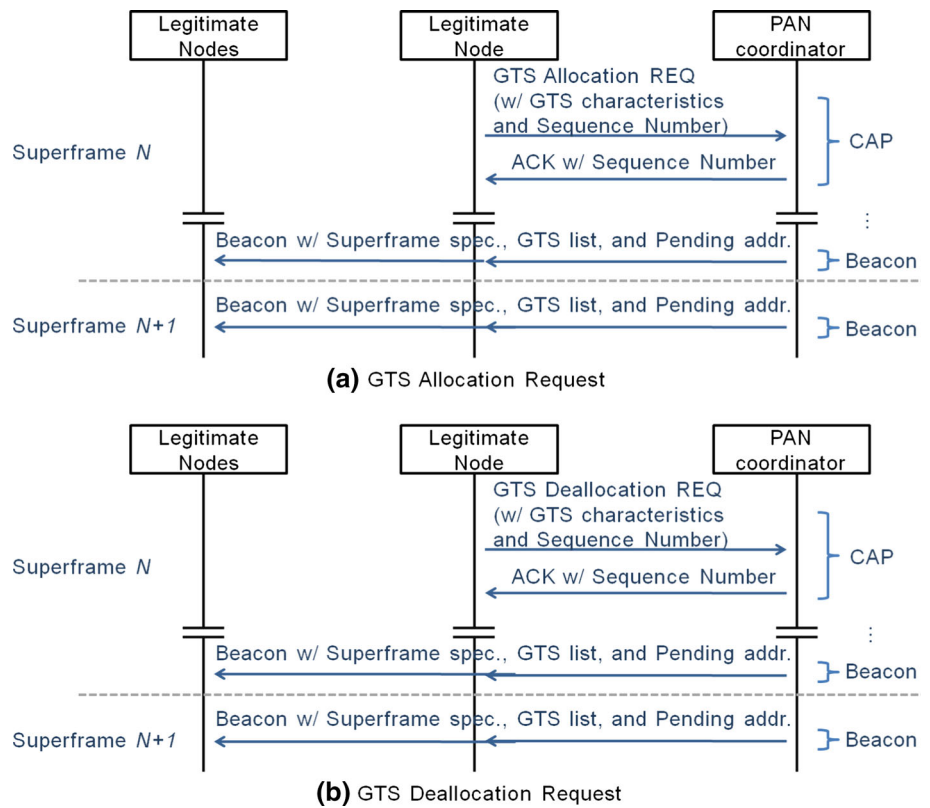 Legitimate
Nodes
Legitimate
Node
PAN
coordinator
GTS Allocation REQ
(w/ GTS characteristics
and Sequence Number)
CAP
Superframe N
ACK w/ Sequence Number
⋮
Beacon w/ Superframe spec., GTS list, and Pending addr.
Beacon
Beacon w/ Superframe spec., GTS list, and Pending addr.
Superframe N+1
Beacon
(a) GTS Allocation Request
Legitimate
Nodes
Legitimate
Node
PAN
coordinator
GTS Deallocation REQ
(w/ GTS characteristics
and Sequence Number)
CAP
Superframe N
ACK w/ Sequence Number
⋮
Beacon w/ Superframe spec., GTS list, and Pending addr.
Beacon
Beacon w/ Superframe spec., GTS list, and Pending addr.
Superframe N+1
Beacon
(b) GTS Deallocation Request